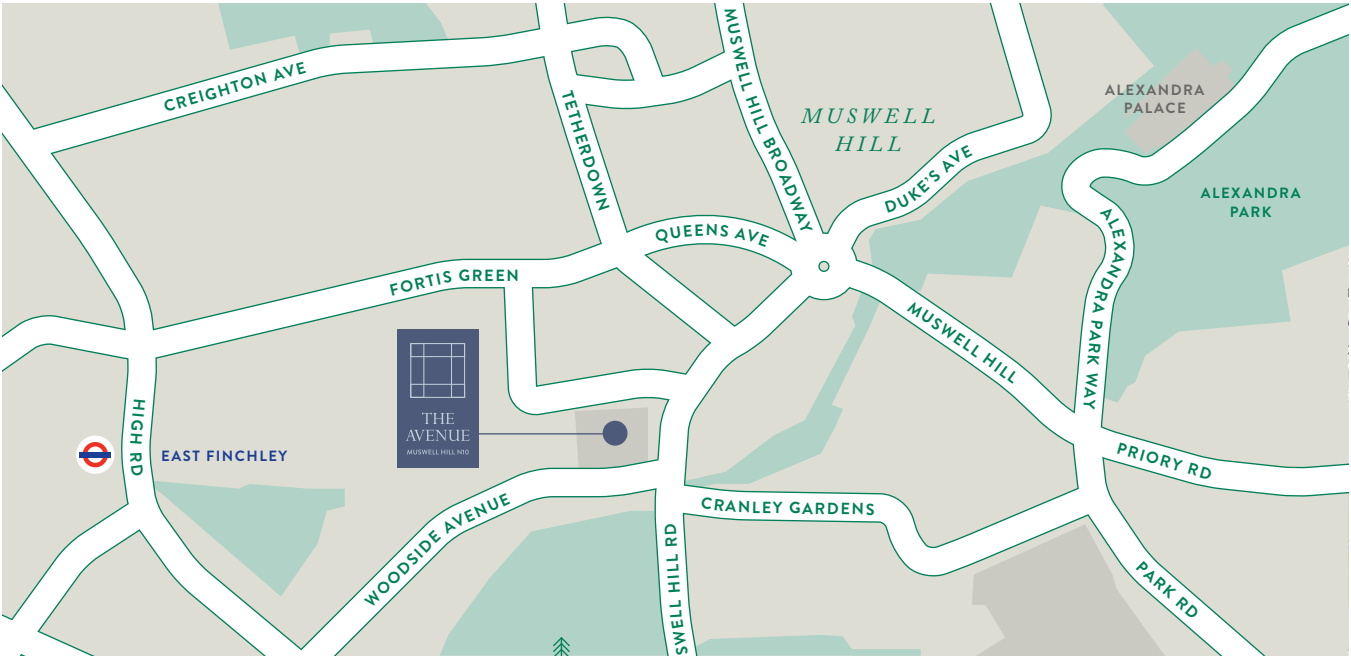 CREIGHTON AVE
TETHERDOWN
MUSWELL HILL BROADWAY
MUSWELL
HILL
DUKE'S AVE
ALEXANDRA
PALACE
ALEXANDRA
PARK
ALEXANDRA PARK WAY
QUEENS AVE
FORTIS GREEN
MUSWELL HILL
THE
AVENUE
MUSWELL HILL N10
HIGH RD
EAST FINCHLEY
PRIORY RD
WOODSIDE AVENUE
CRANLEY GARDENS
SWELL HILL RD
PARK RD